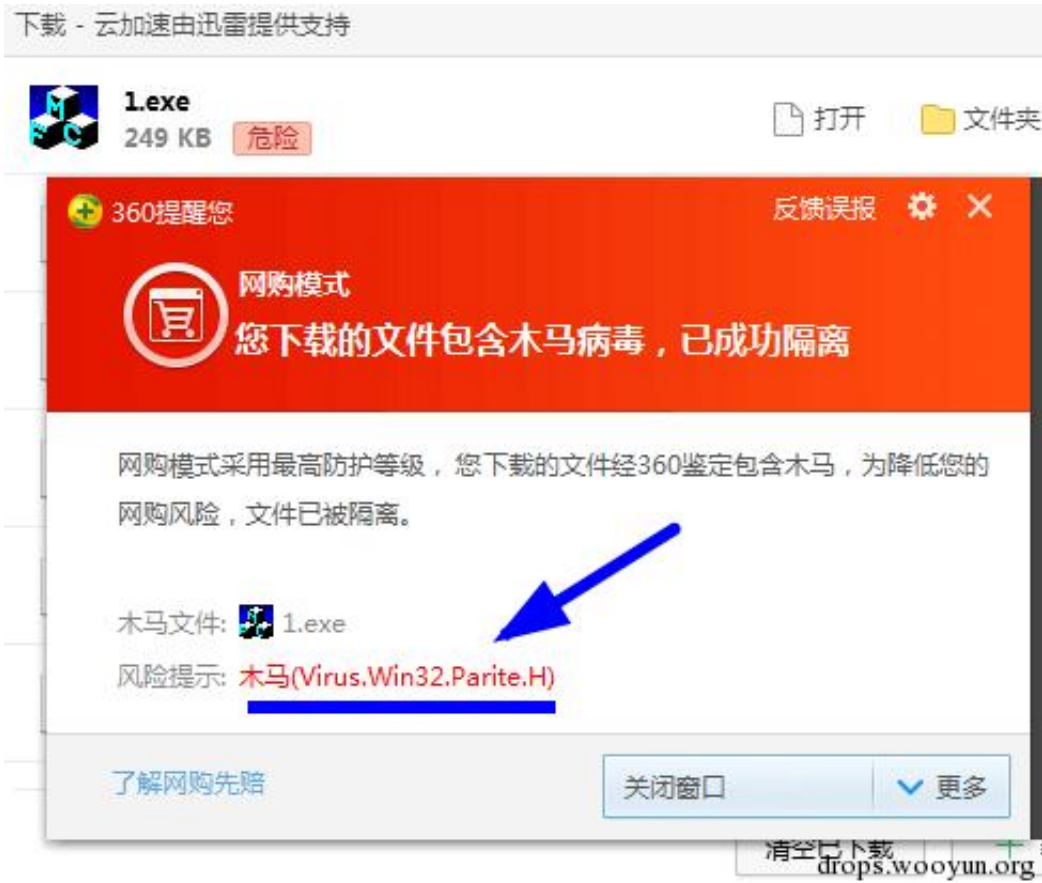 下载 - 云加速由迅雷提供支持
1.exe
249 KB 危险
打开 文件夹
360提醒您 反馈误报
网购模式
您下载的文件包含木马病毒，已成功隔离
网购模式采用最高防护等级，您下载的文件经360鉴定包含木马，为降低您的
网购风险，文件已被隔离。
木马文件: 1.exe
风险提示: 木马(Virus.Win32.Parite.H)
了解网购先赔 关闭窗口 更多
清空已下载
drops.wooyun.org